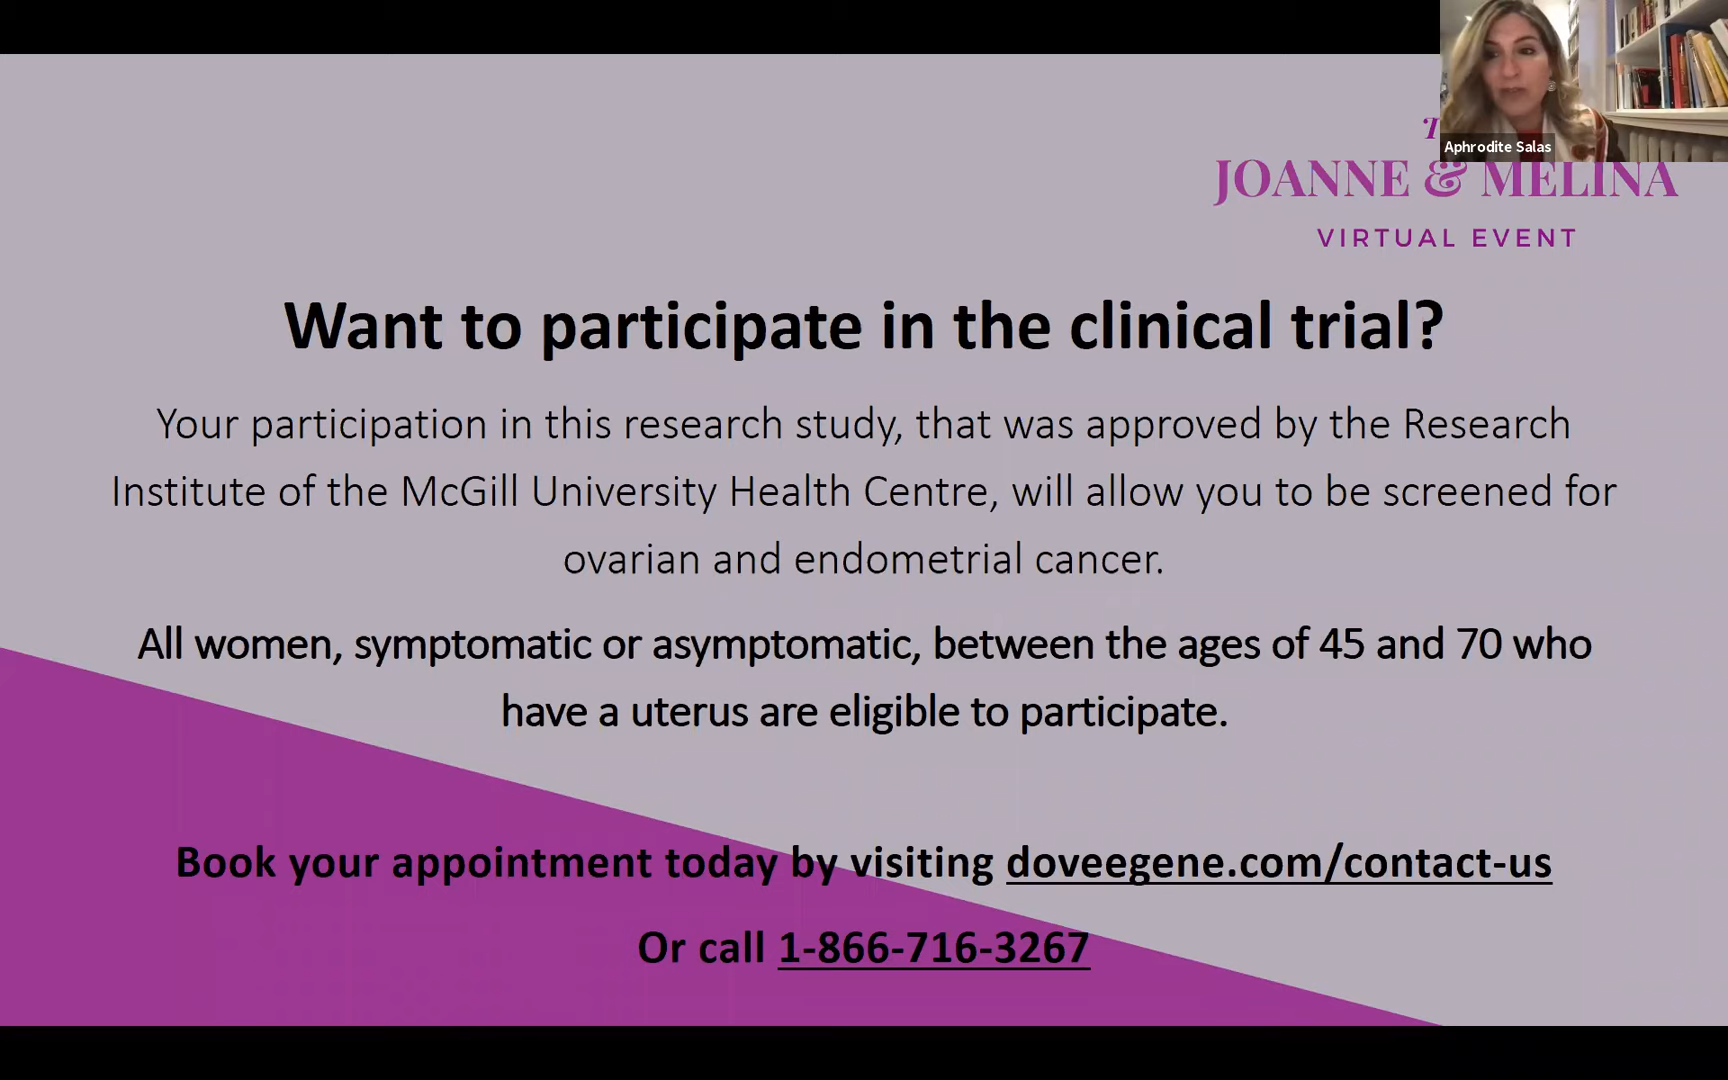 Aphrodite Salas
JOANNE & MELINA
VIRTUAL EVENT
Want to participate in the clinical trial?
Your participation in this research study, that was approved by the Research
Institute of the McGill University Health Centre, will allow you to be screened for
ovarian and endometrial cancer.
All women, symptomatic or asymptomatic, between the ages of 45 and 70 who
have a uterus are eligible to participate.
Book your appointment today by visiting doveegene.com/contact-us
Or call 1-866-716-3267